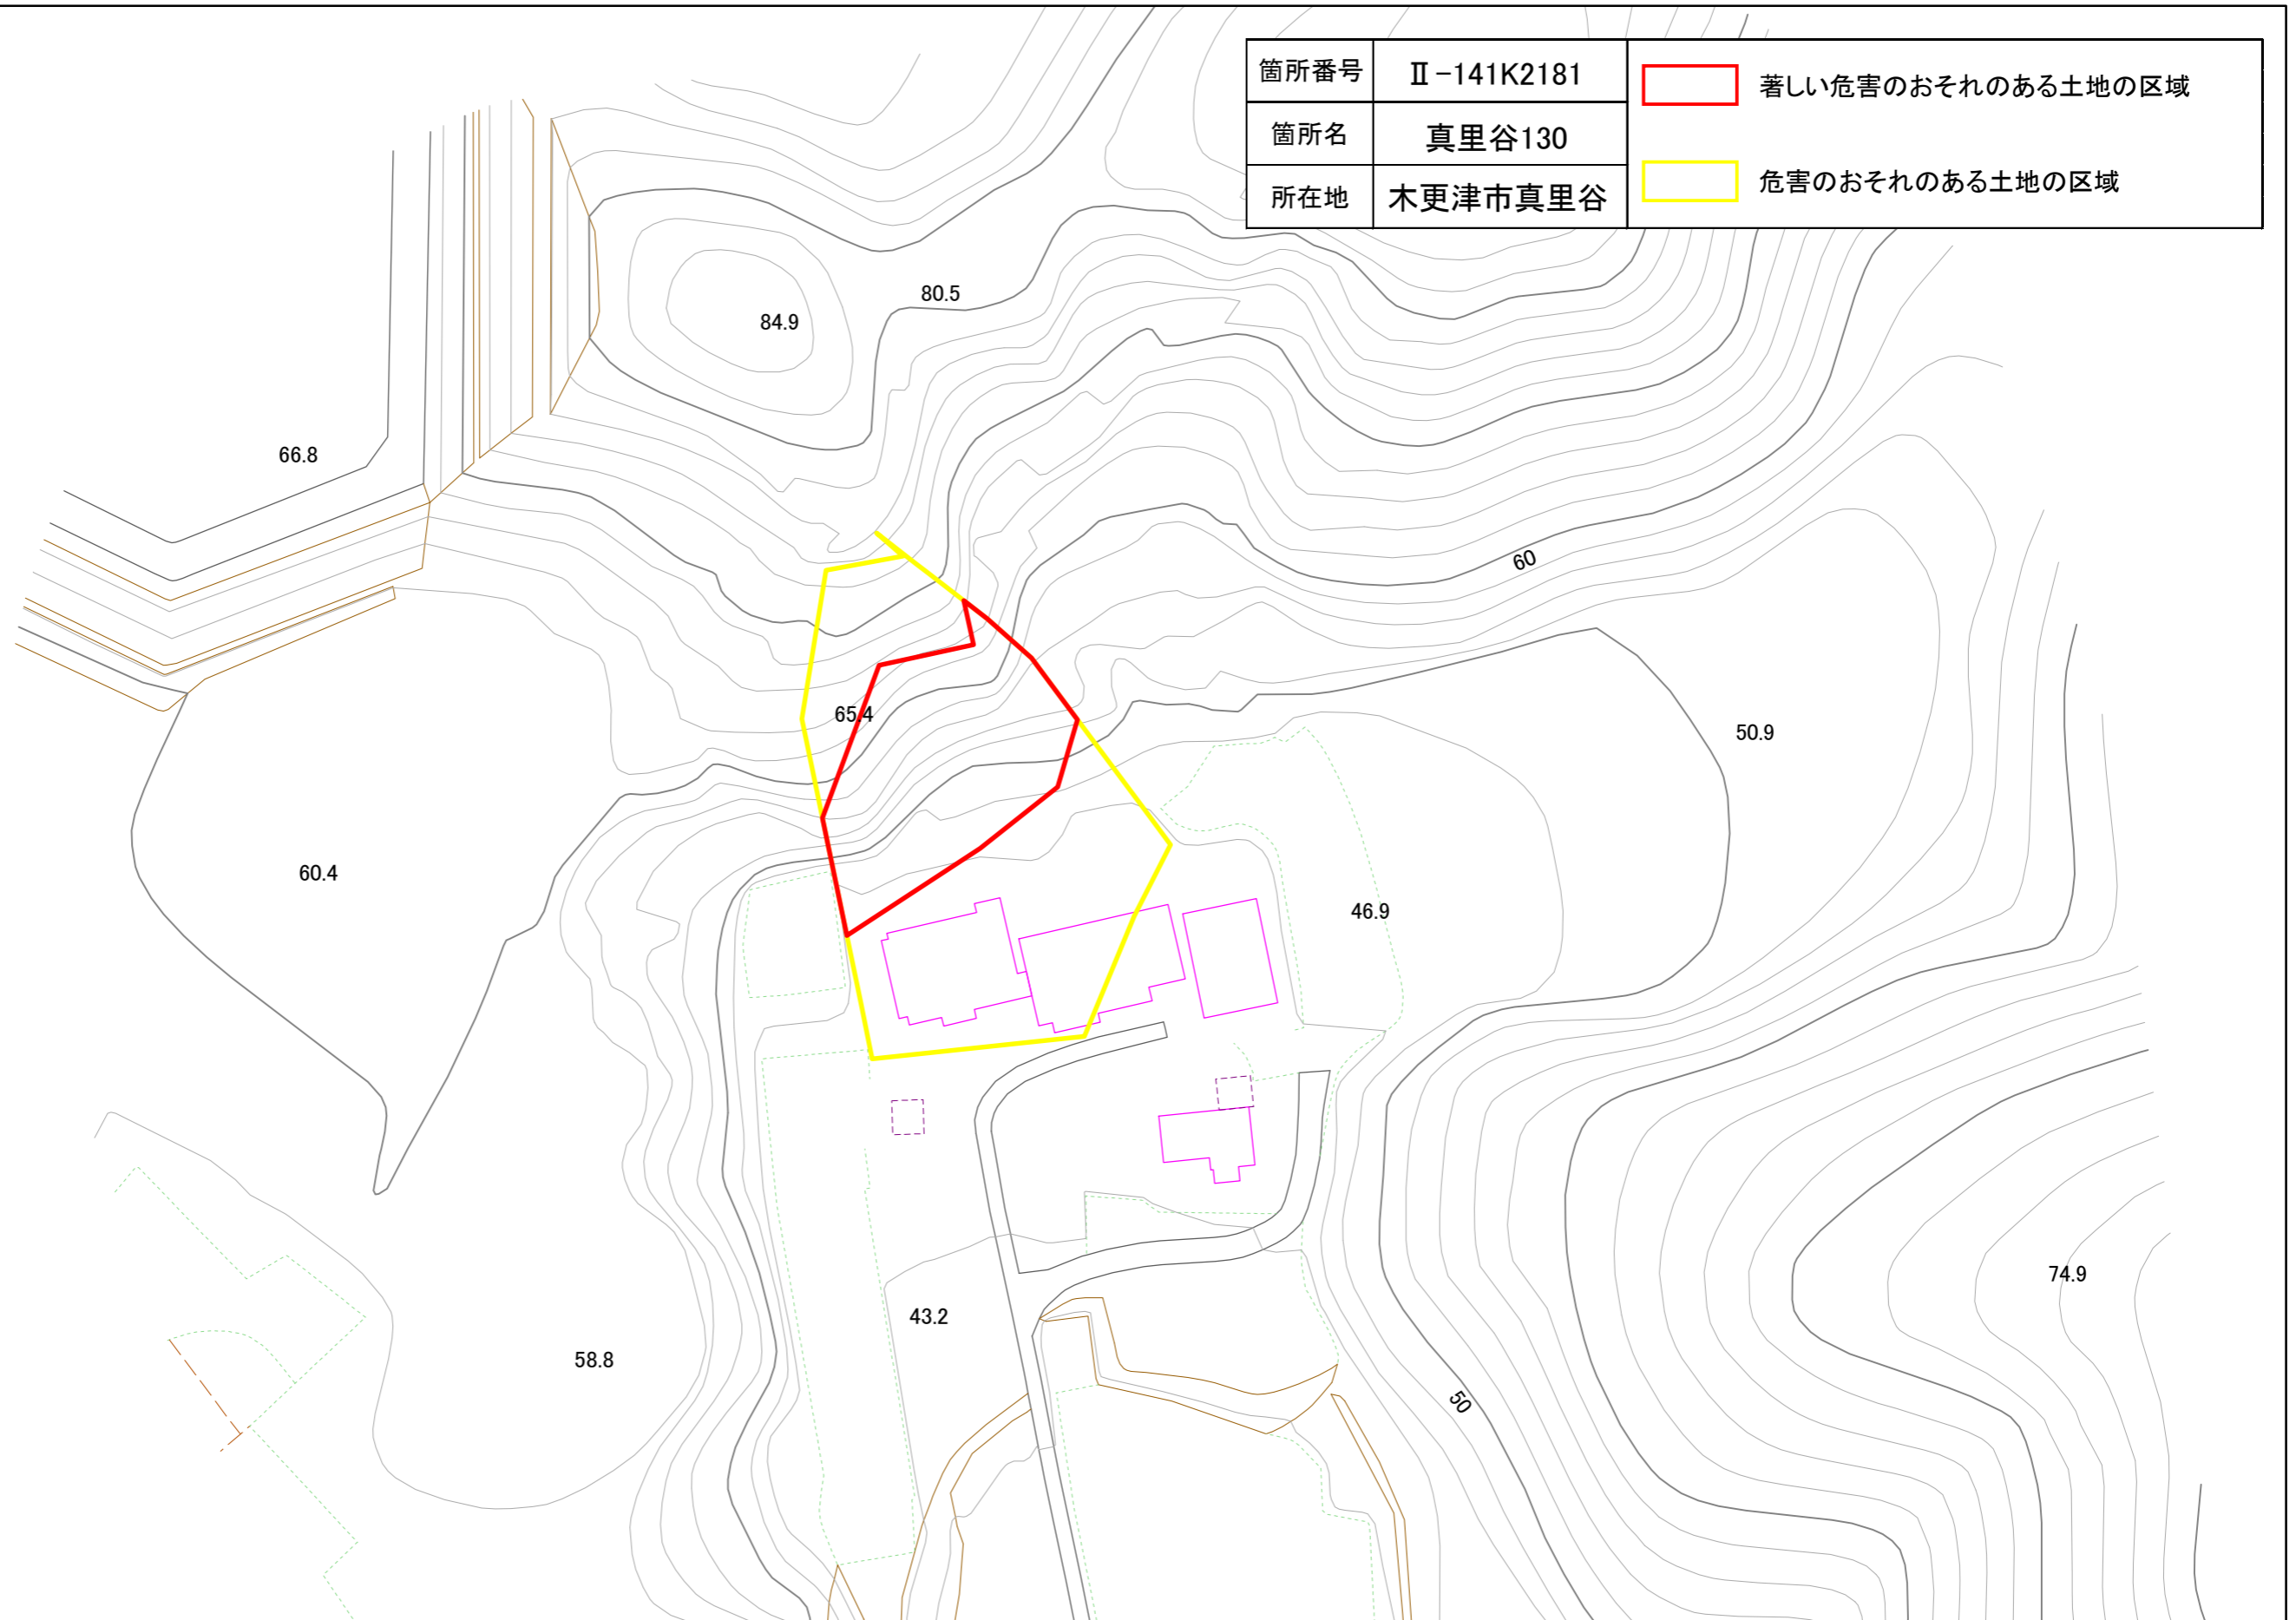 箇所番号 Ⅱ-141K2181
箇所名 真里谷130
所在地 木更津市真里谷
著しい危害のおそれのある土地の区域
危害のおそれのある土地の区域
80.5
84.9
66.8
60
65.4
50.9
60.4
46.9
74.9
43.2
58.8
50